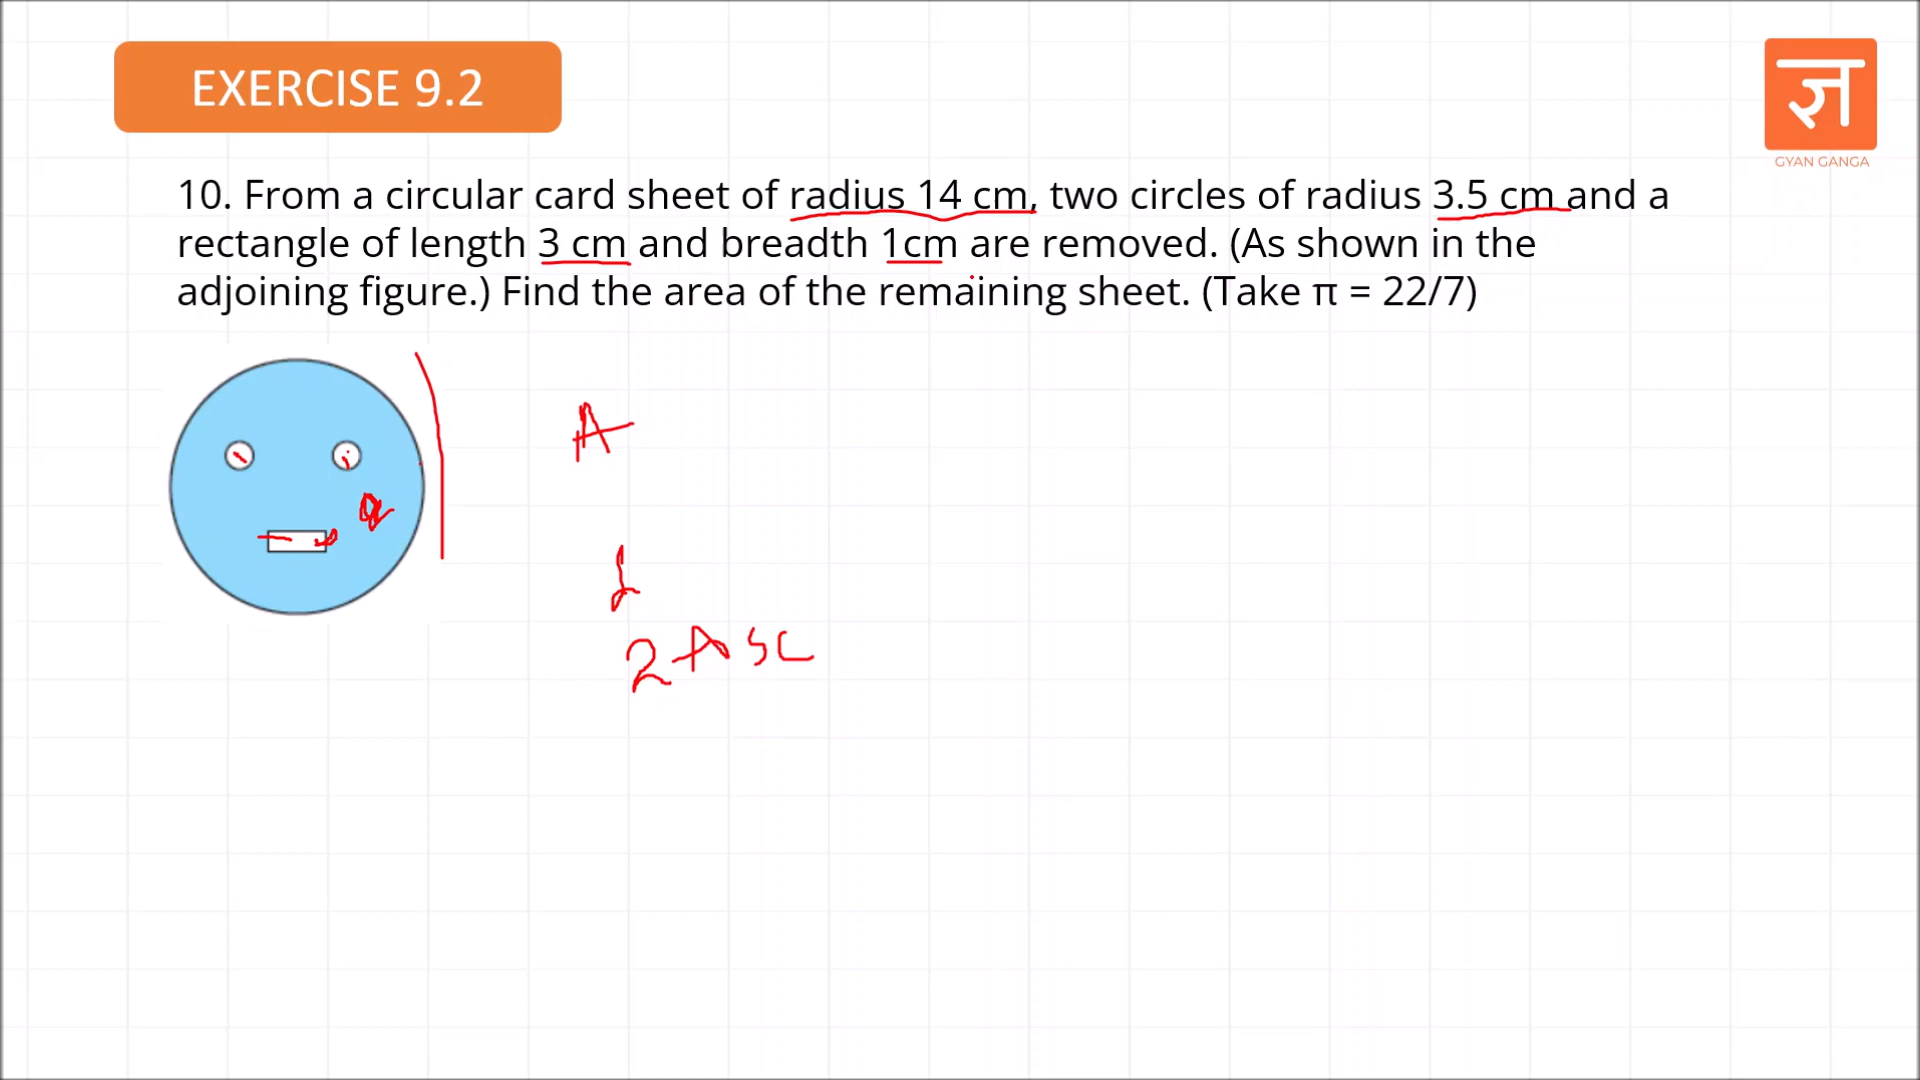 EXERCISE 9.2
ज्ञ
GYAN GANGA
10. From a circular card sheet of radius 14 cm, two circles of radius 3.5 cm and a
rectangle of length 3 cm and breadth 1cm are removed. (As shown in the
adjoining figure.) Find the area of the remaining sheet. (Take π = 22/7)
A
2 A SC